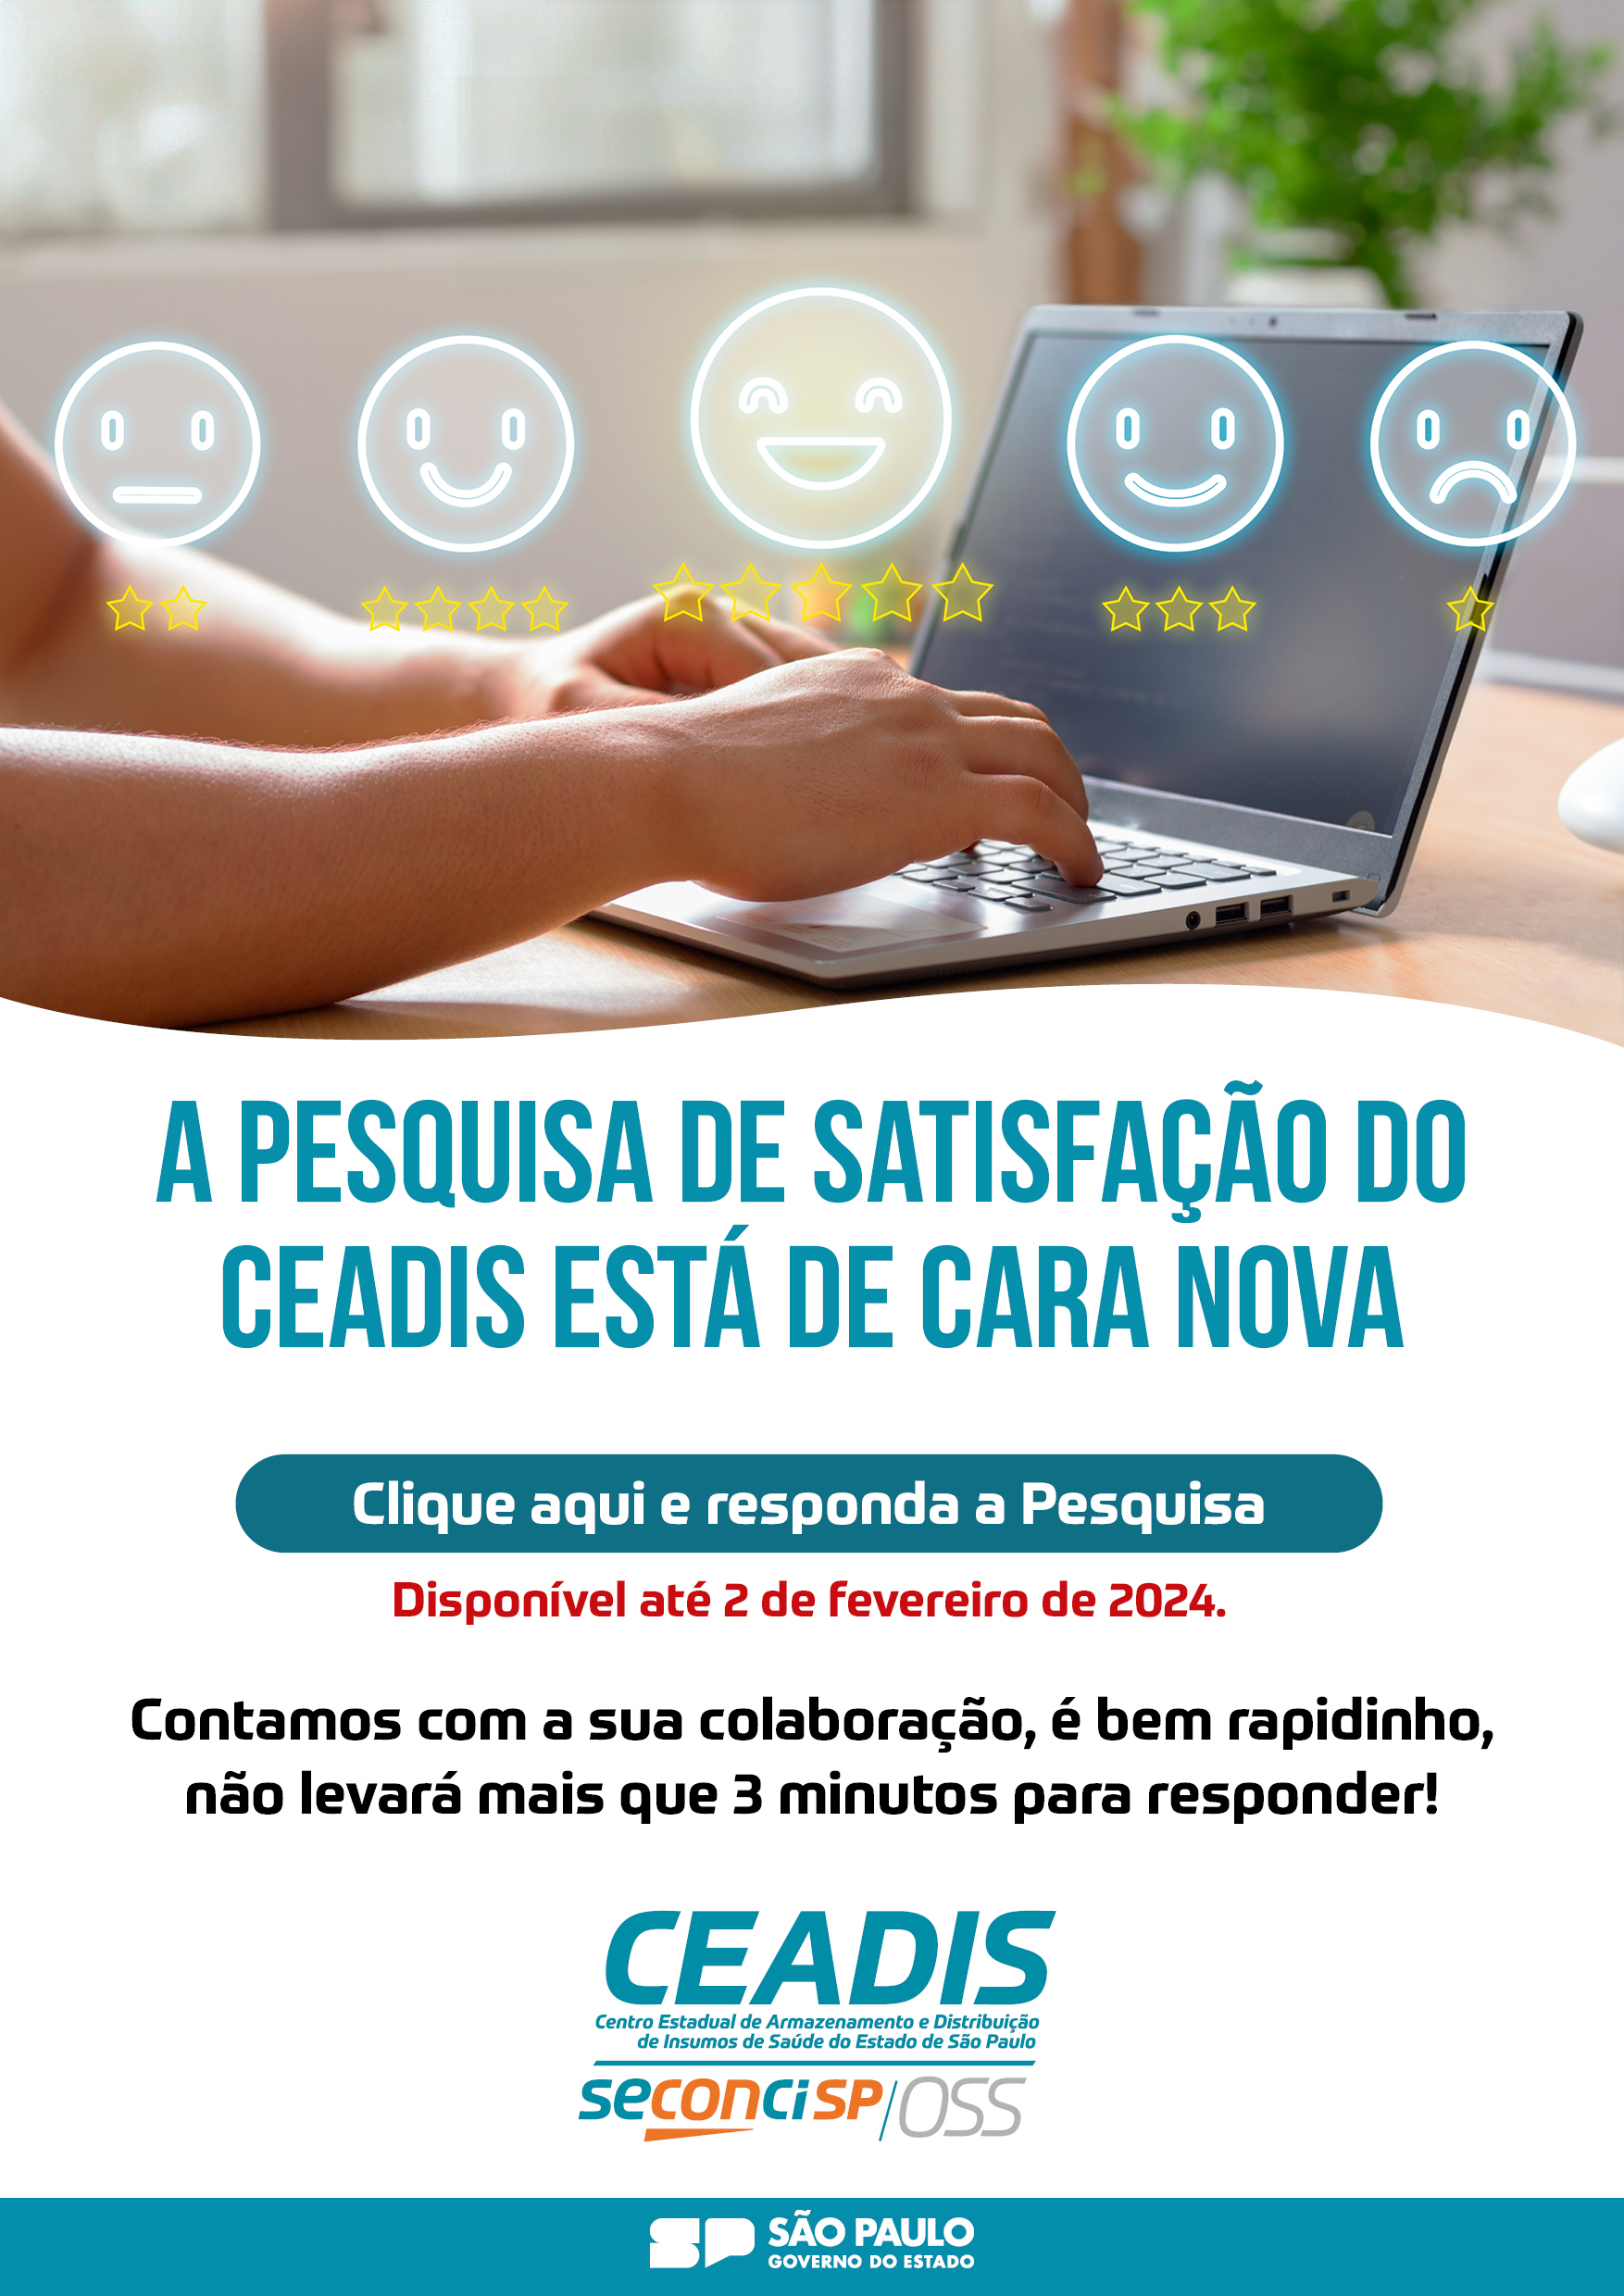 A PESQUISA DE SATISFAÇÃO DO
CEADIS ESTÁ DE CARA NOVA
Clique aqui e responda a Pesquisa
Disponível até 2 de fevereiro de 2024.
Contamos com a sua colaboração, é bem rapidinho,
não levará mais que 3 minutos para responder!
CEADIS
Centro Estadual de Armazenamento e Distribuição
de Insumos de Saúde do Estado de São Paulo
seconci SP/OSS
SP SÃO PAULO
GOVERNO DO ESTADO